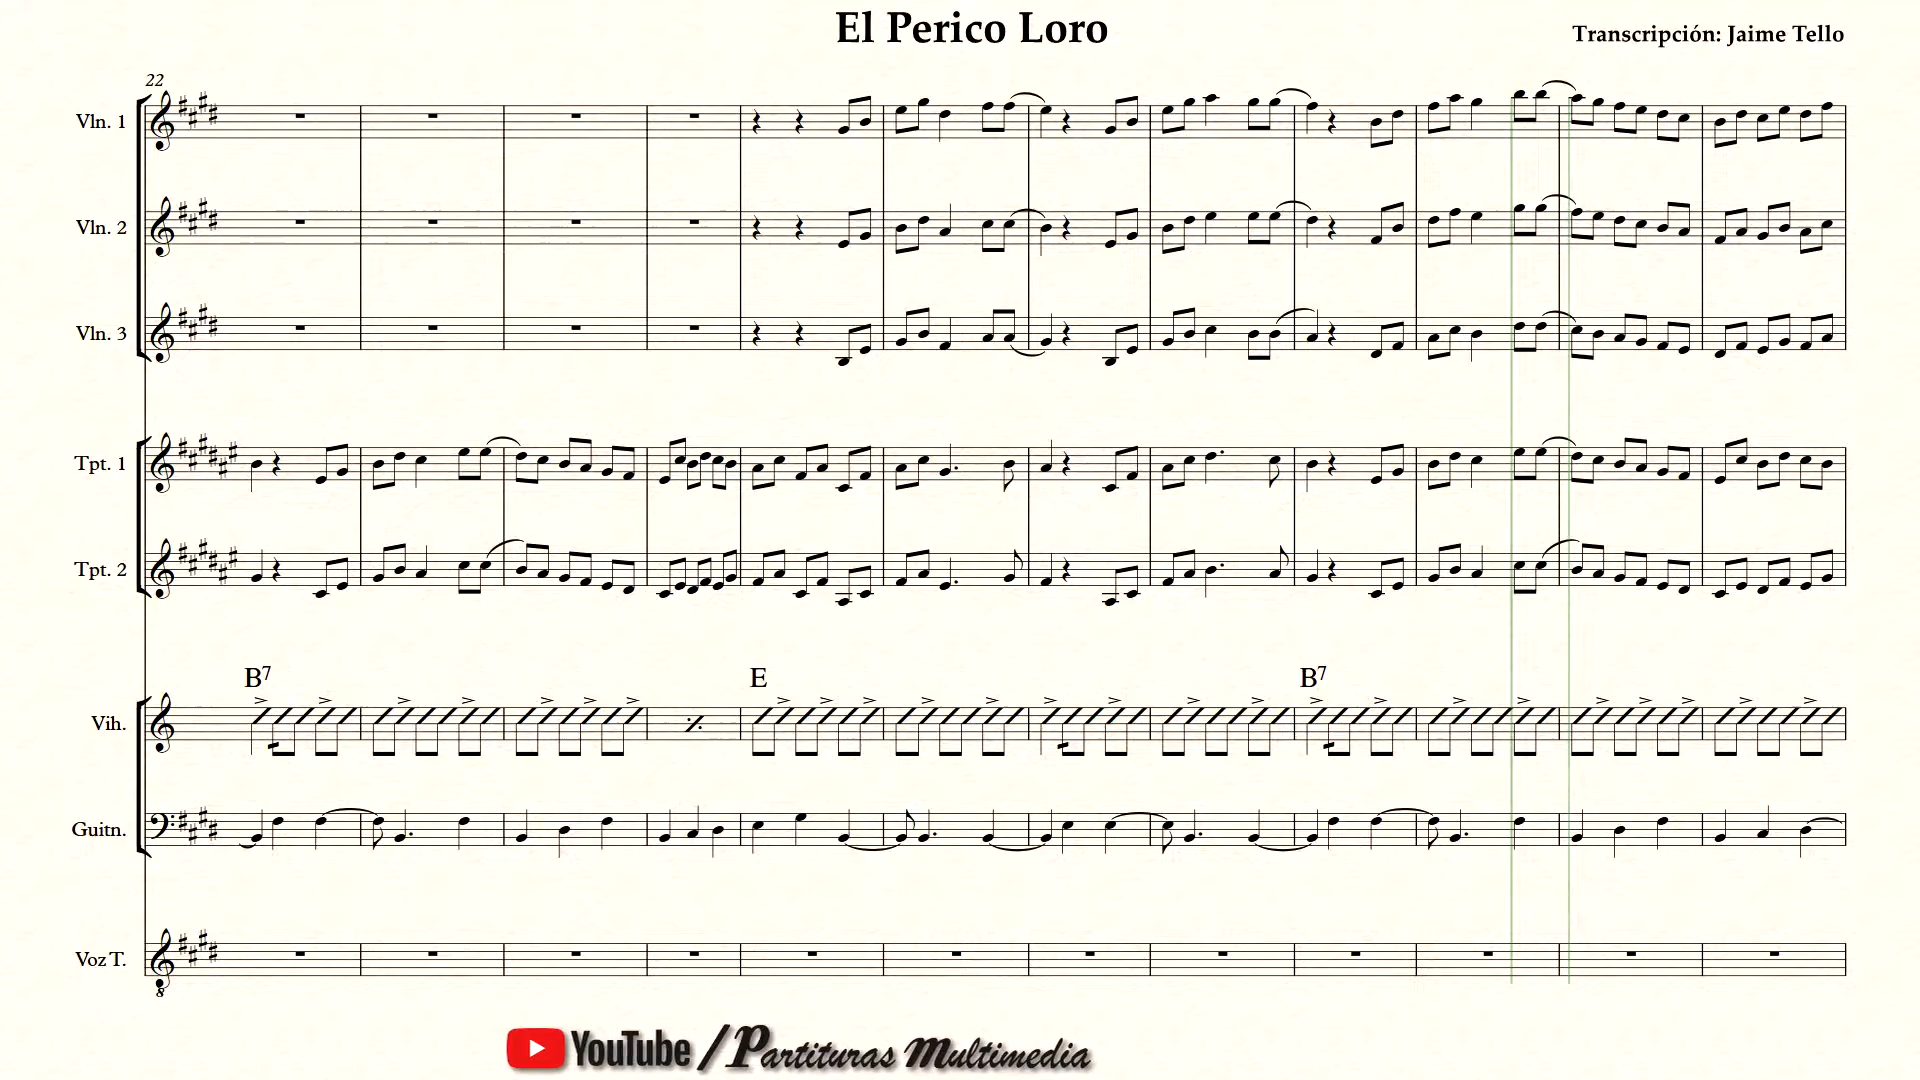 El Perico Loro
Transcripción: Jaime Tello
22
Vln. 1
Vln. 2
Vln. 3
Tpt. 1
Tpt. 2
B7 E B7
Vih.
Guitn.
Voz T.
8
YouTube / Partituras Multimedia